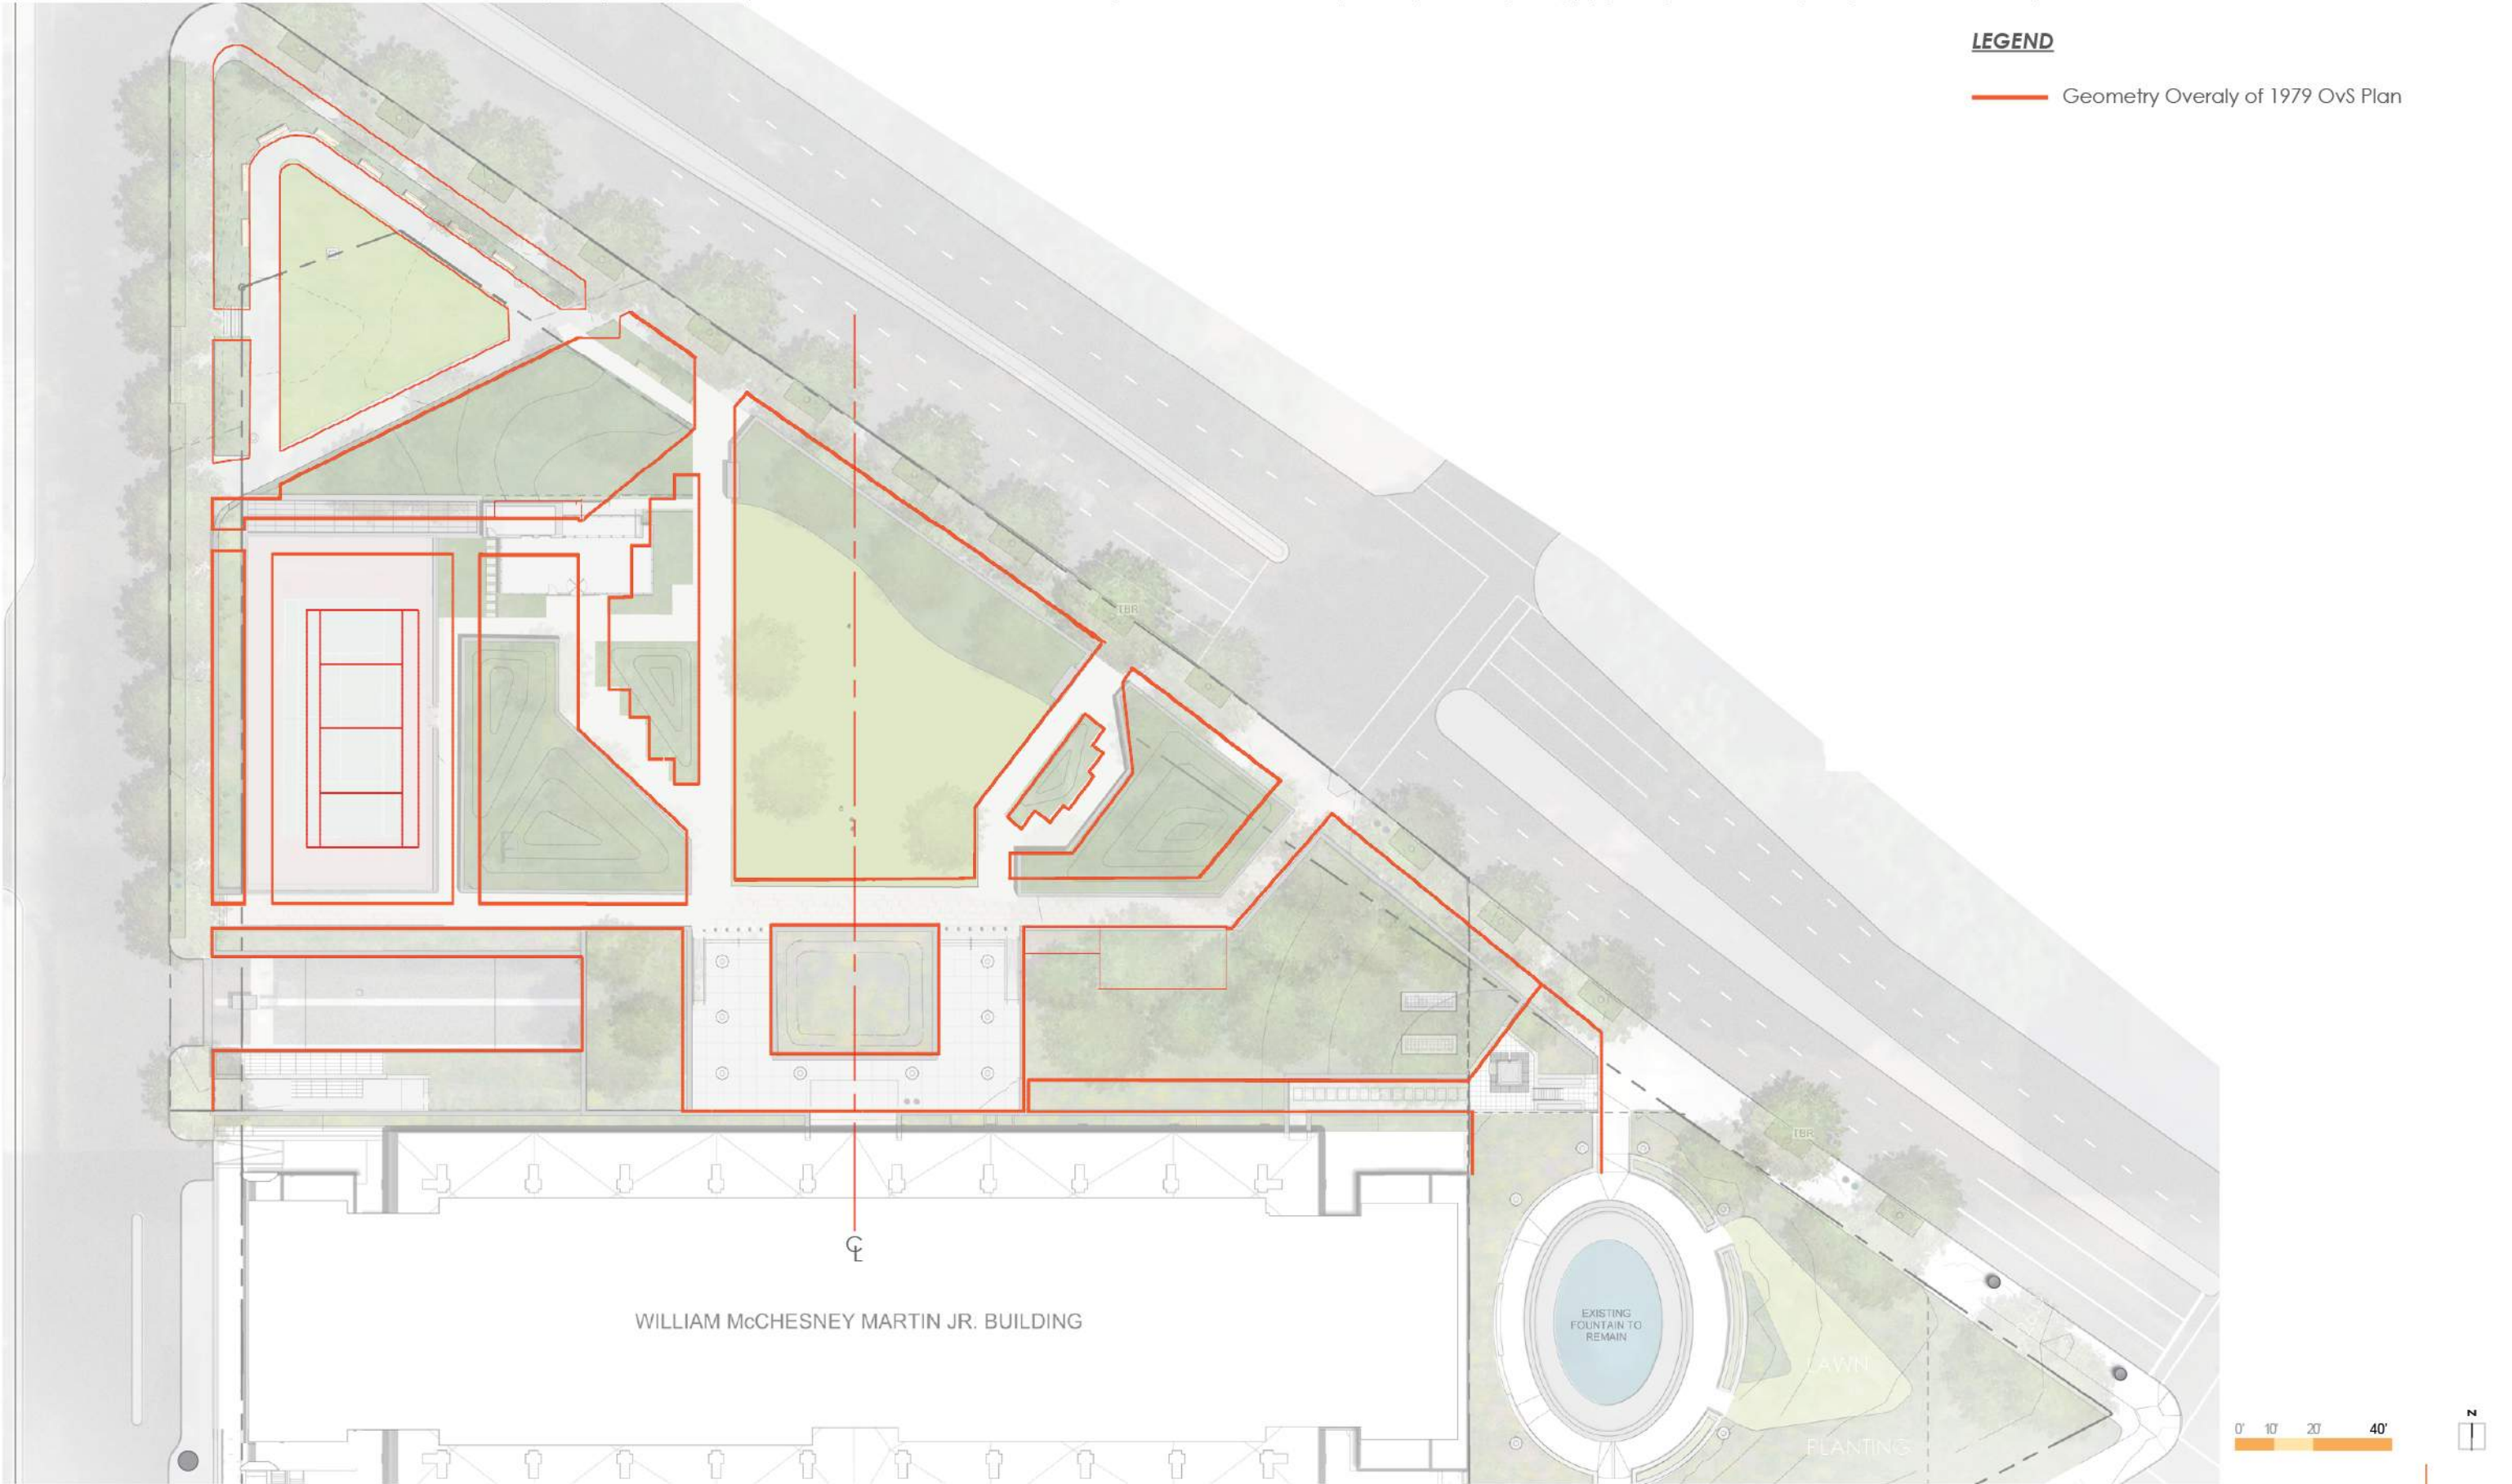 LEGEND
Geometry Overaly of 1979 OvS Plan
TBR
TBR
℄
WILLIAM McCHESNEY MARTIN JR. BUILDING
EXISTING
FOUNTAIN TO
REMAIN
LAWN
PLANTING
0' 10' 20' 40'
N